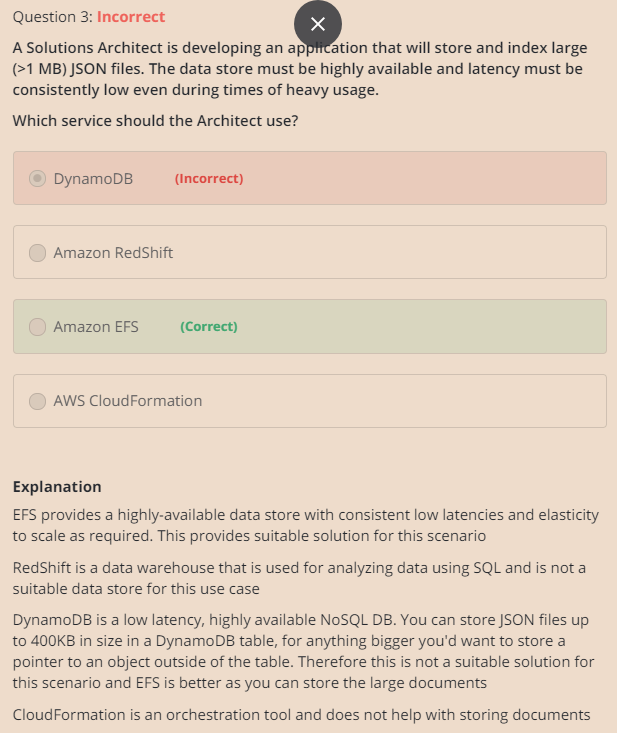 Question 3: Incorrect
A Solutions Architect is developing an application that will store and index large
(>1 MB) JSON files. The data store must be highly available and latency must be
consistently low even during times of heavy usage.
Which service should the Architect use?
DynamoDB (Incorrect)
Amazon RedShift
Amazon EFS (Correct)
AWS CloudFormation
Explanation
EFS provides a highly-available data store with consistent low latencies and elasticity
to scale as required. This provides suitable solution for this scenario
RedShift is a data warehouse that is used for analyzing data using SQL and is not a
suitable data store for this use case
DynamoDB is a low latency, highly available NoSQL DB. You can store JSON files up
to 400KB in size in a DynamoDB table, for anything bigger you'd want to store a
pointer to an object outside of the table. Therefore this is not a suitable solution for
this scenario and EFS is better as you can store the large documents
CloudFormation is an orchestration tool and does not help with storing documents